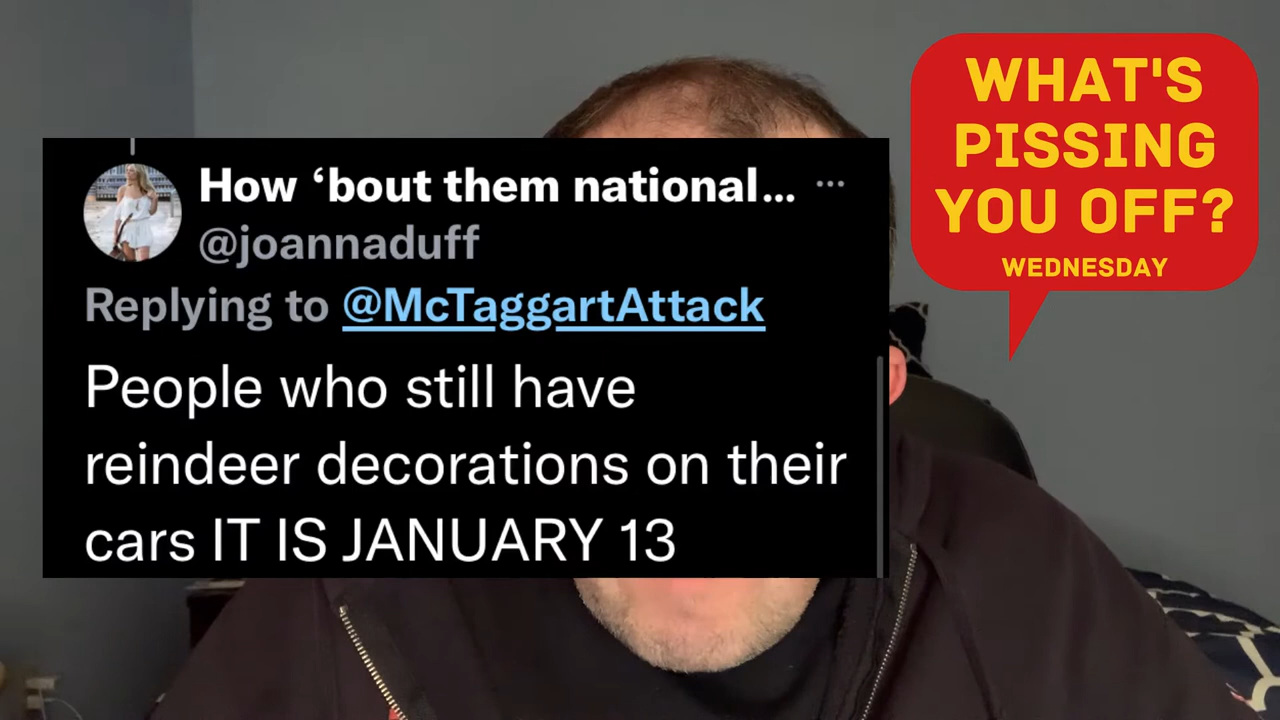 How ‘bout them national...
@joannaduff
Replying to @McTaggartAttack
People who still have
reindeer decorations on their
cars IT IS JANUARY 13
WHAT'S
PISSING
YOU OFF?
WEDNESDAY